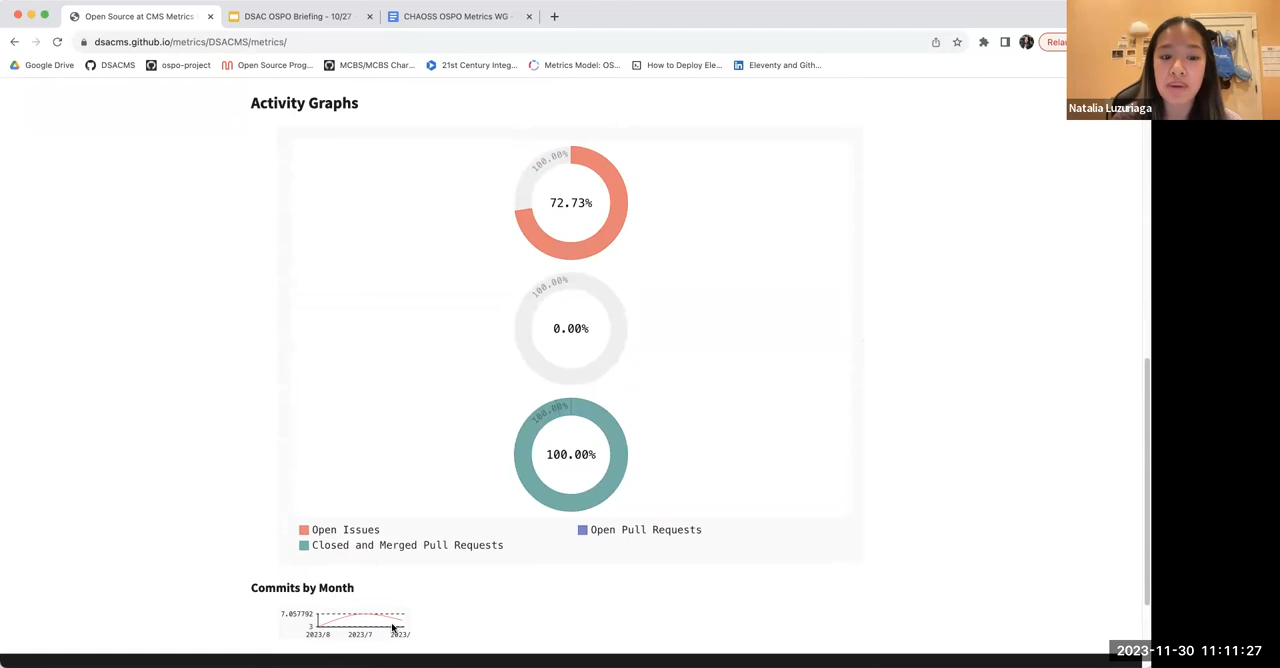 Open Source at CMS Metrics
DSAC OSPO Briefing - 10/27
CHAOSS OSPO Metrics WG -
dsacms.github.io/metrics/DSACMS/metrics/
Relau
Google Drive
DSACMS
ospo-project
Open Source Prog...
MCBS/MCBS Char...
21st Century Integ...
Metrics Model: OS...
How to Deploy Ele...
Eleventy and Gith...
Natalia Luzuriaga
Activity Graphs
100.00%
72.73%
100.00%
0.00%
100.00%
100.00%
Open Issues
Open Pull Requests
Closed and Merged Pull Requests
Commits by Month
7.057792
3
2023/8 2023/7 2023/
2023-11-30 11:11:27